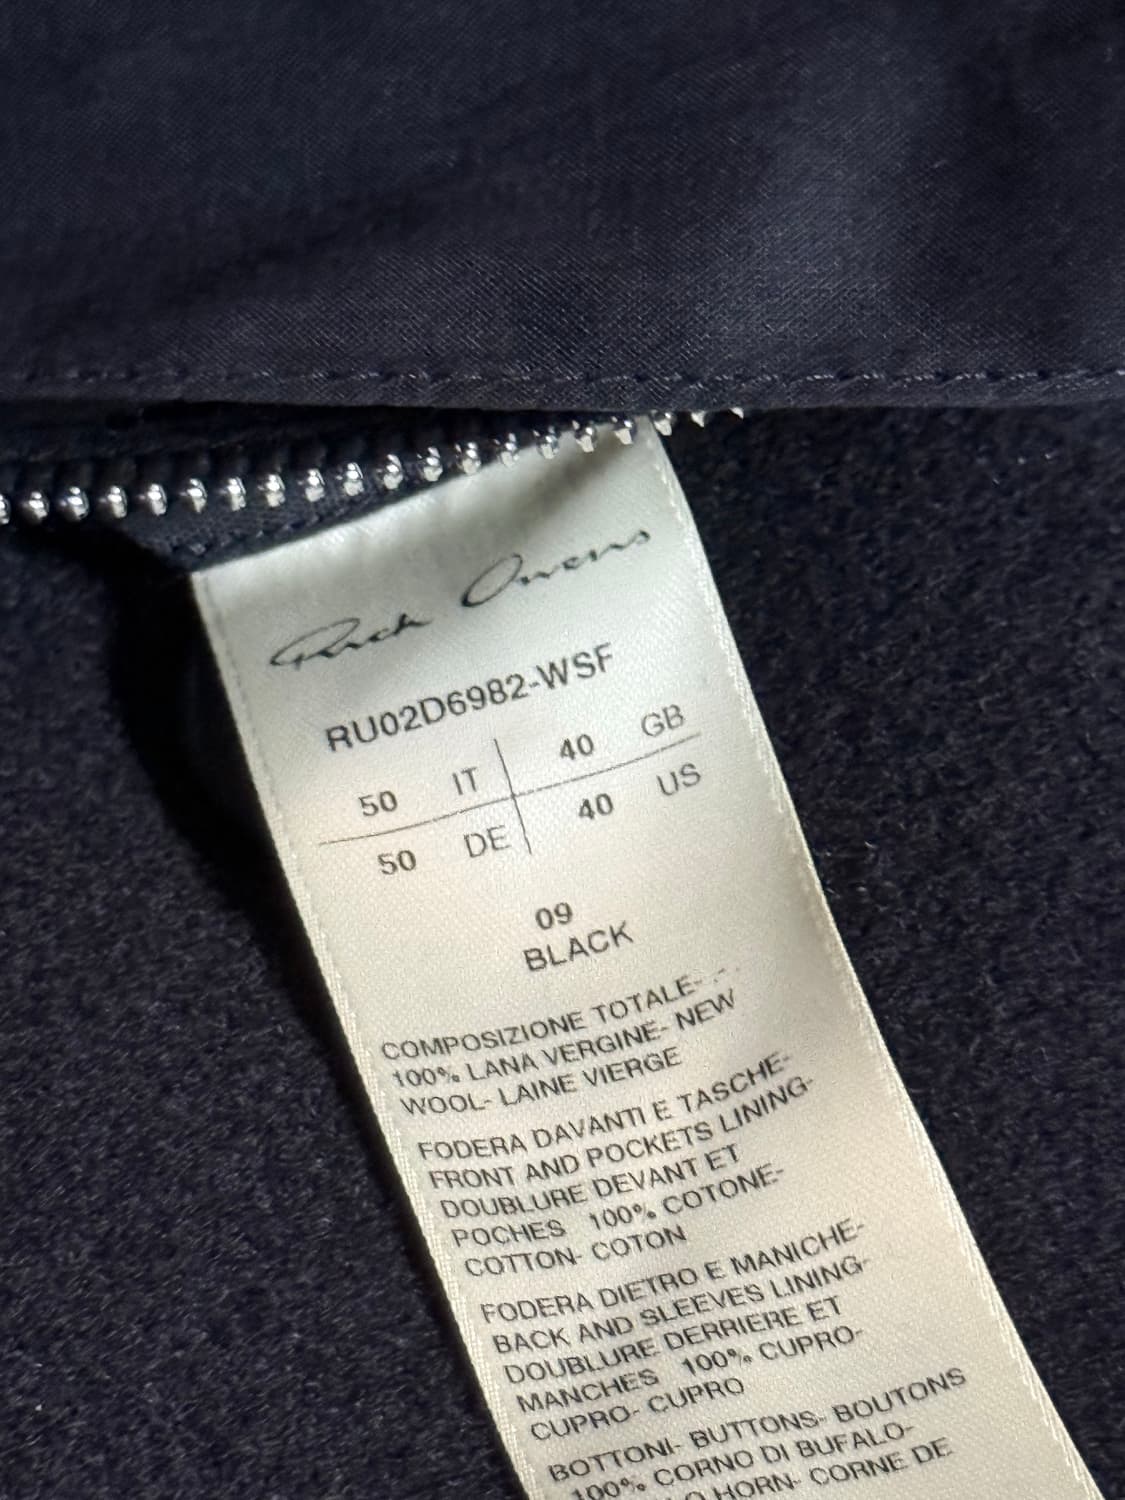 Rick Owens
RU02D6982-WSF
50 IT 40 GB
50 DE 40 US
09
BLACK
COMPOSIZIONE TOTALE-
100% LANA VERGINE- NEW
WOOL- LAINE VIERGE
FODERA DAVANTI E TASCHE-
FRONT AND POCKETS LINING-
DOUBLURE DEVANT ET
POCHES 100% COTONE-
COTTON- COTON
FODERA DIETRO E MANICHE-
BACK AND SLEEVES LINING-
DOUBLURE DERRIERE ET
MANCHES 100% CUPRO-
CUPRO- CUPRO
BOTTONI- BUTTONS- BOUTONS
100% CORNO DI BUFALO-
HORN- CORNE DE